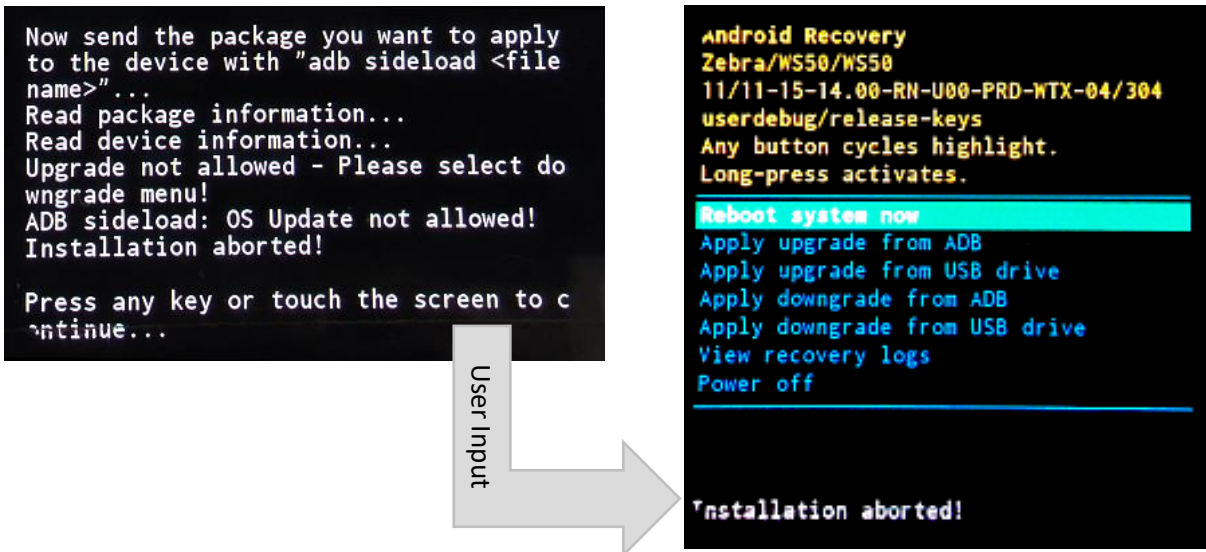 Now send the package you want to apply
to the device with "adb sideload <file
name>"...
Read package information...
Read device information...
Upgrade not allowed - Please select do
wngrade menu!
ADB sideload: OS Update not allowed!
Installation aborted!
Press any key or touch the screen to c
ontinue...
User Input
Android Recovery
Zebra/WS50/WS50
11/11-15-14.00-RN-U00-PRD-WTX-04/304
userdebug/release-keys
Any button cycles highlight.
Long-press activates.
Reboot system now
Apply upgrade from ADB
Apply upgrade from USB drive
Apply downgrade from ADB
Apply downgrade from USB drive
View recovery logs
Power off
Installation aborted!